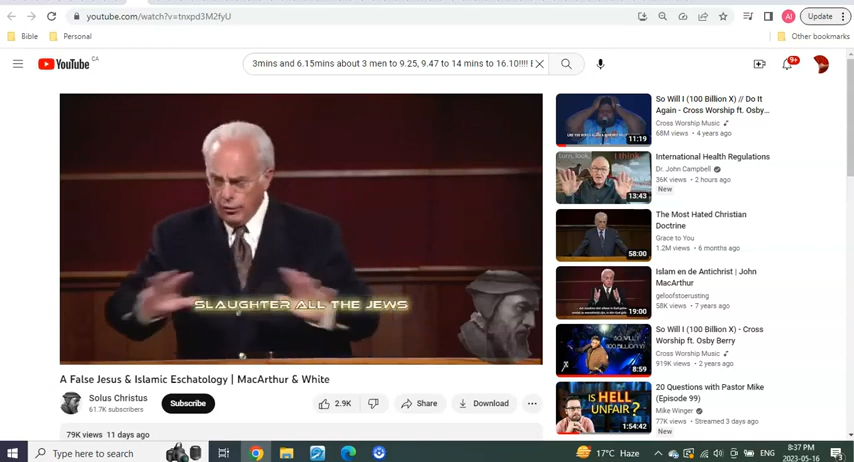 youtube.com/watch?v=tnxpd3M2fyU
Update
Bible
Personal
Other bookmarks
YouTube CA
3mins and 6.15mins about 3 men to 9.25, 9.47 to 14 mins to 16.10!!!! E
9+
SLAUGHTER ALL THE JEWS
A False Jesus & Islamic Eschatology | MacArthur & White
Solus Christus
61.7K subscribers
Subscribe
2.9K
Share
Download
79K views 11 days ago
So Will I (100 Billion X) // Do It
Again - Cross Worship ft. Osby...
Cross Worship Music
68M views • 4 years ago
11:19
International Health Regulations
Dr. John Campbell
36K views • 2 hours ago
New
13:43
The Most Hated Christian
Doctrine
Grace to You
1.2M views • 6 months ago
58:00
Islam en de Antichrist | John
MacArthur
geloofstoerusting
58K views • 7 years ago
19:00
So Will I (100 Billion X) - Cross
Worship ft. Osby Berry
Cross Worship Music
919K views • 2 years ago
8:59
20 Questions with Pastor Mike
(Episode 99)
Mike Winger
77K views • Streamed 3 days ago
New
IS HELL
UNFAIR?
1:54:42
Type here to search
17°C Haze
ENG
8:37 PM
2023-05-16
3